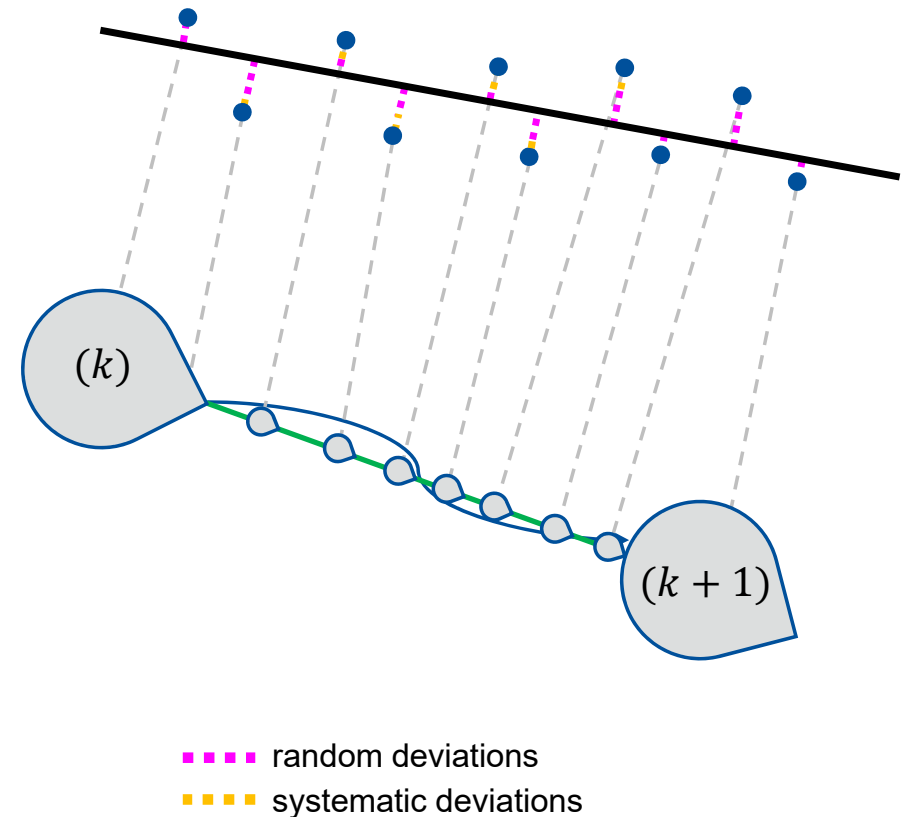 (k)
(k + 1)
random deviations
systematic deviations